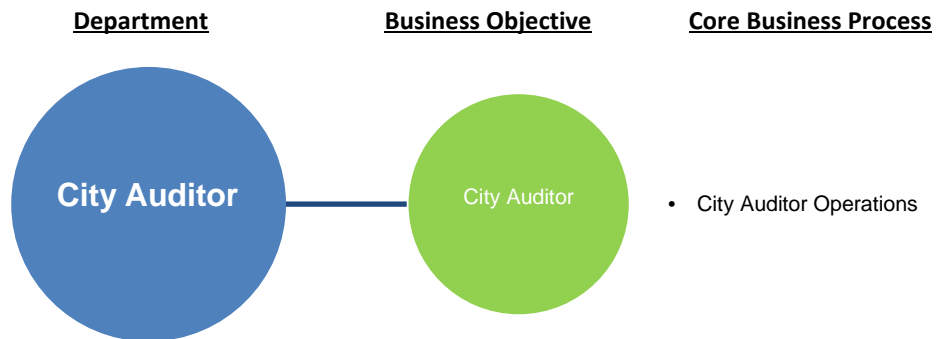 Department Business Objective Core Business Process
City Auditor City Auditor • City Auditor Operations